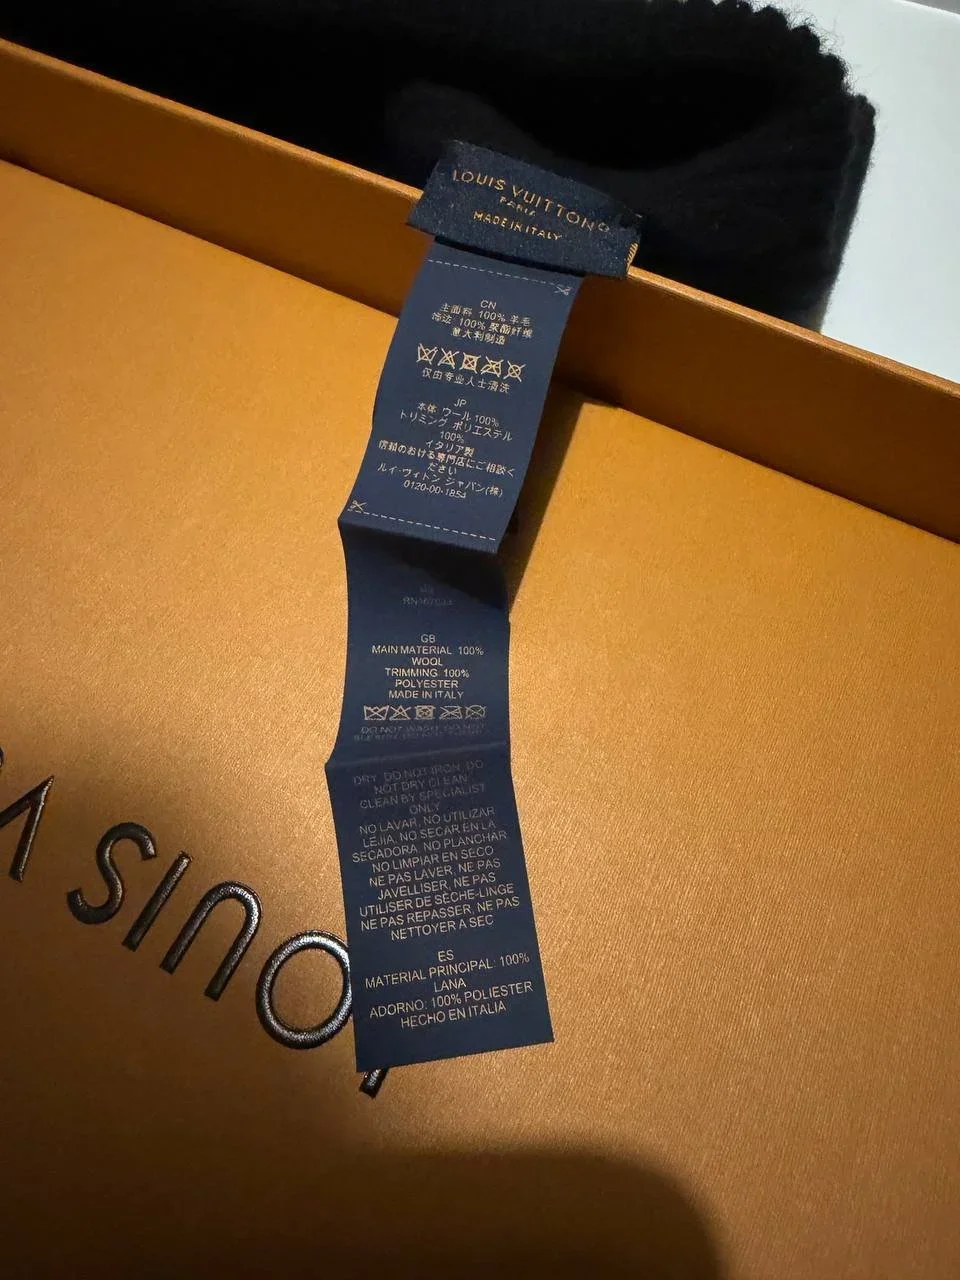 LOUIS VUITTON
PARIS
MADE IN ITALY
CN
主面料 100% 羊毛
饰边 100% 聚酯纤维
意大利制造
仅由专业人士清洗
JP
本体 ウール 100%
トリミング ポリエステル
100%
イタリア製
信頼のおける専門店にご相談く
ださい
ルイ·ヴィトン ジャパン(株)
0120-00-1854
GB
MAIN MATERIAL 100%
WOOL
TRIMMING 100%
POLYESTER
MADE IN ITALY
DO NOT WASH, DO NOT
DRY, DO NOT IRON, DO
NOT DRY CLEAN
CLEAN BY SPECIALIST
ONLY
NO LAVAR, NO UTILIZAR
LEJIA, NO SECAR EN LA
SECADORA, NO PLANCHAR
NO LIMPIAR EN SECO
NE PAS LAVER, NE PAS
JAVELLISER, NE PAS
UTILISER DE SÈCHE-LINGE
NE PAS REPASSER, NE PAS
NETTOYER A SEC
ES
MATERIAL PRINCIPAL: 100%
LANA
ADORNO: 100% POLIESTER
HECHO EN ITALIA
OUIS V